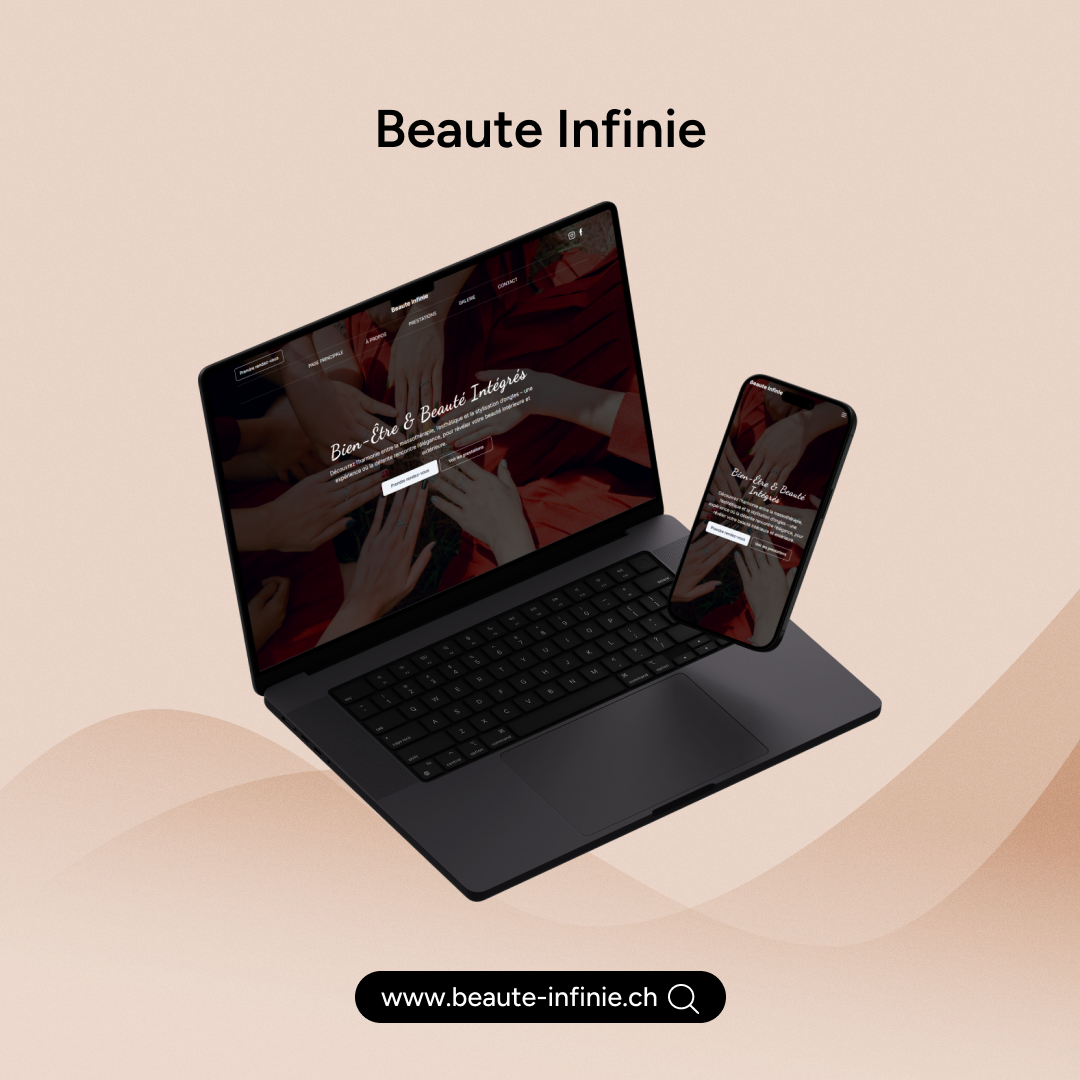 Beaute Infinie
Prendre rendez-vous
Beaute Infinie
PAGE PRINCIPALE
À PROPOS
PRESTATIONS
GALERIE
CONTACT
Bien-Être & Beauté Intégrés
Découvrez l'harmonie entre la massothérapie, l'esthétique et la stylisation d'ongles – une
expérience où la détente rencontre l'élégance, pour révéler votre beauté intérieure et
extérieure.
Prendre rendez-vous
Voir les prestations
Beaute Infinie
Bien-Être & Beauté
Intégrés
Découvrez l'harmonie entre la massothérapie,
l'esthétique et la stylisation d'ongles – une
expérience où la détente rencontre l'élégance, pour
révéler votre beauté intérieure et extérieure.
Prendre rendez-vous
Voir les prestations
www.beaute-infinie.ch